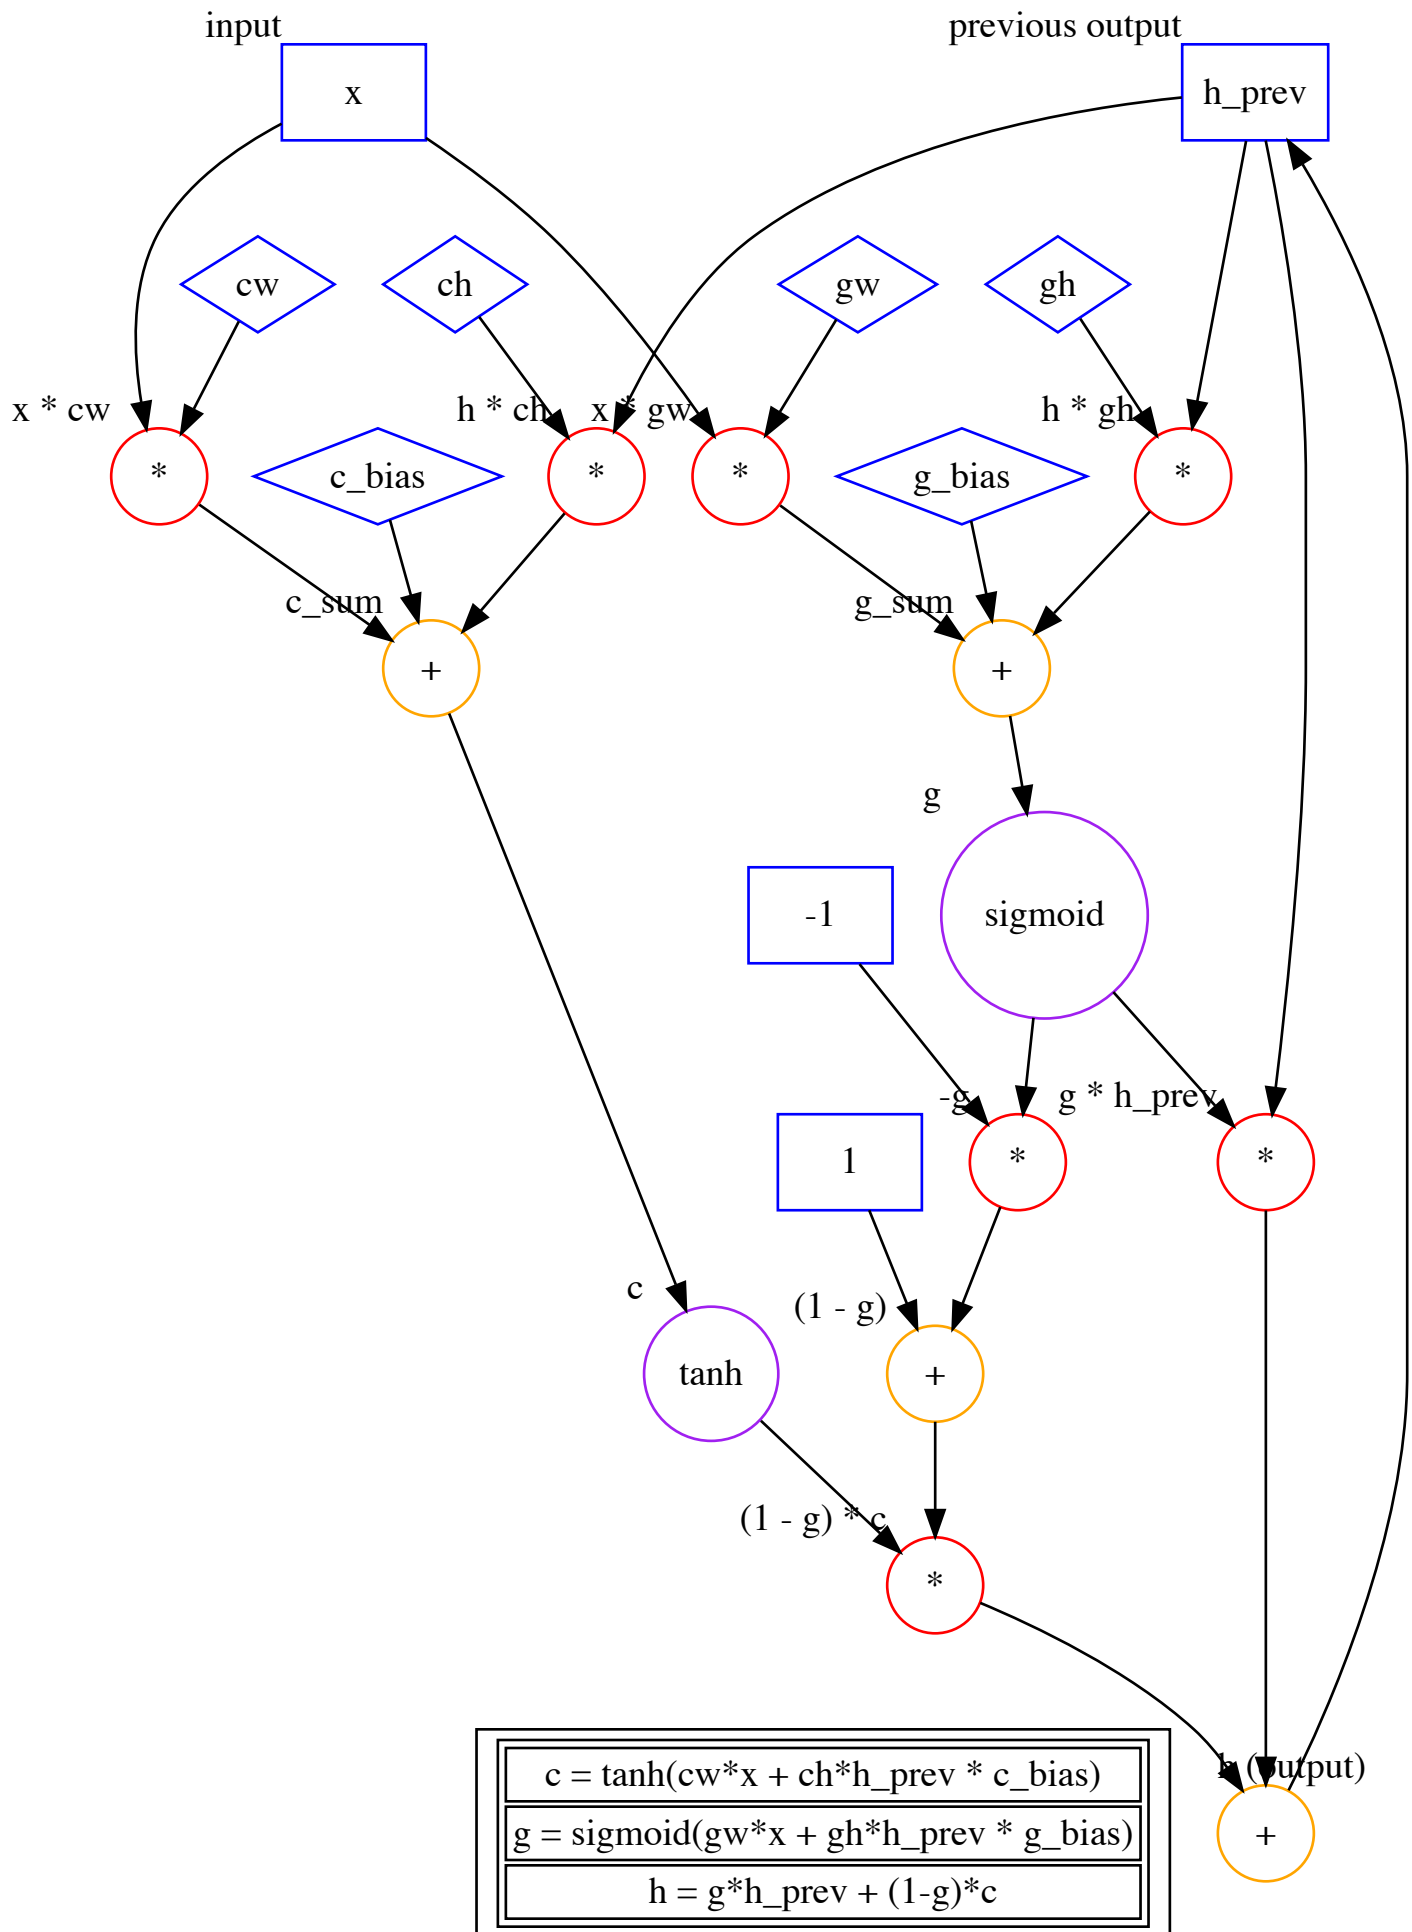 input
previous output
x
h_prev
cw
ch
gw
gh
x * cw
h * ch
x * gw
h * gh
*
c_bias
*
*
g_bias
*
c_sum
g_sum
+
+
g
-1
sigmoid
-g
g * h_prev
1
*
*
c
(1 - g)
tanh
+
(1 - g) * c
*
h (output)
c = tanh(cw*x + ch*h_prev * c_bias)
g = sigmoid(gw*x + gh*h_prev * g_bias)
+
h = g*h_prev + (1-g)*c